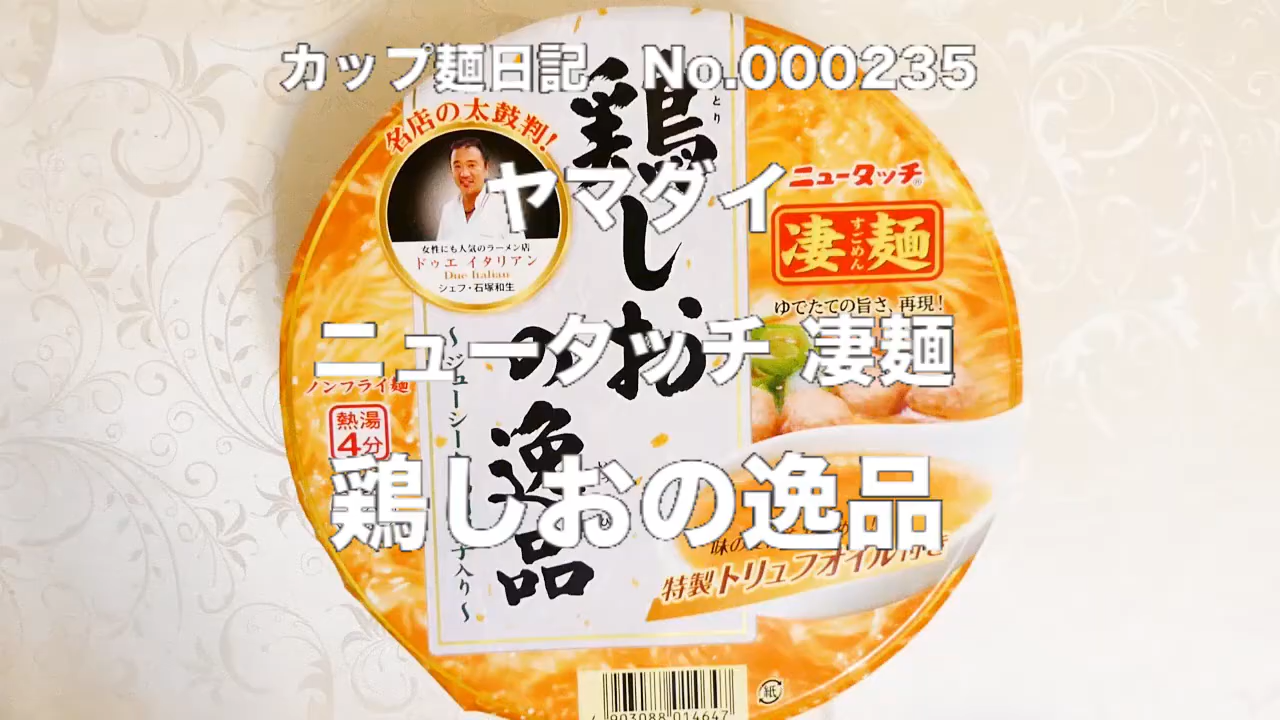 カップ麺日記 No.000235
ヤマダイ
ニュータッチ 凄麺
鶏しおの逸品
名店の太鼓判!
女性にも人気のラーメン店
ドゥエ イタリアン
Due Italian
シェフ・石塚和生
ノンフライ麺
熱湯
4分
鶏しおの逸品
とり
ニュータッチ®
凄麺
すごめん
ゆでたての旨さ、再現!
特製トリュフオイル付き
4903088014647
紙